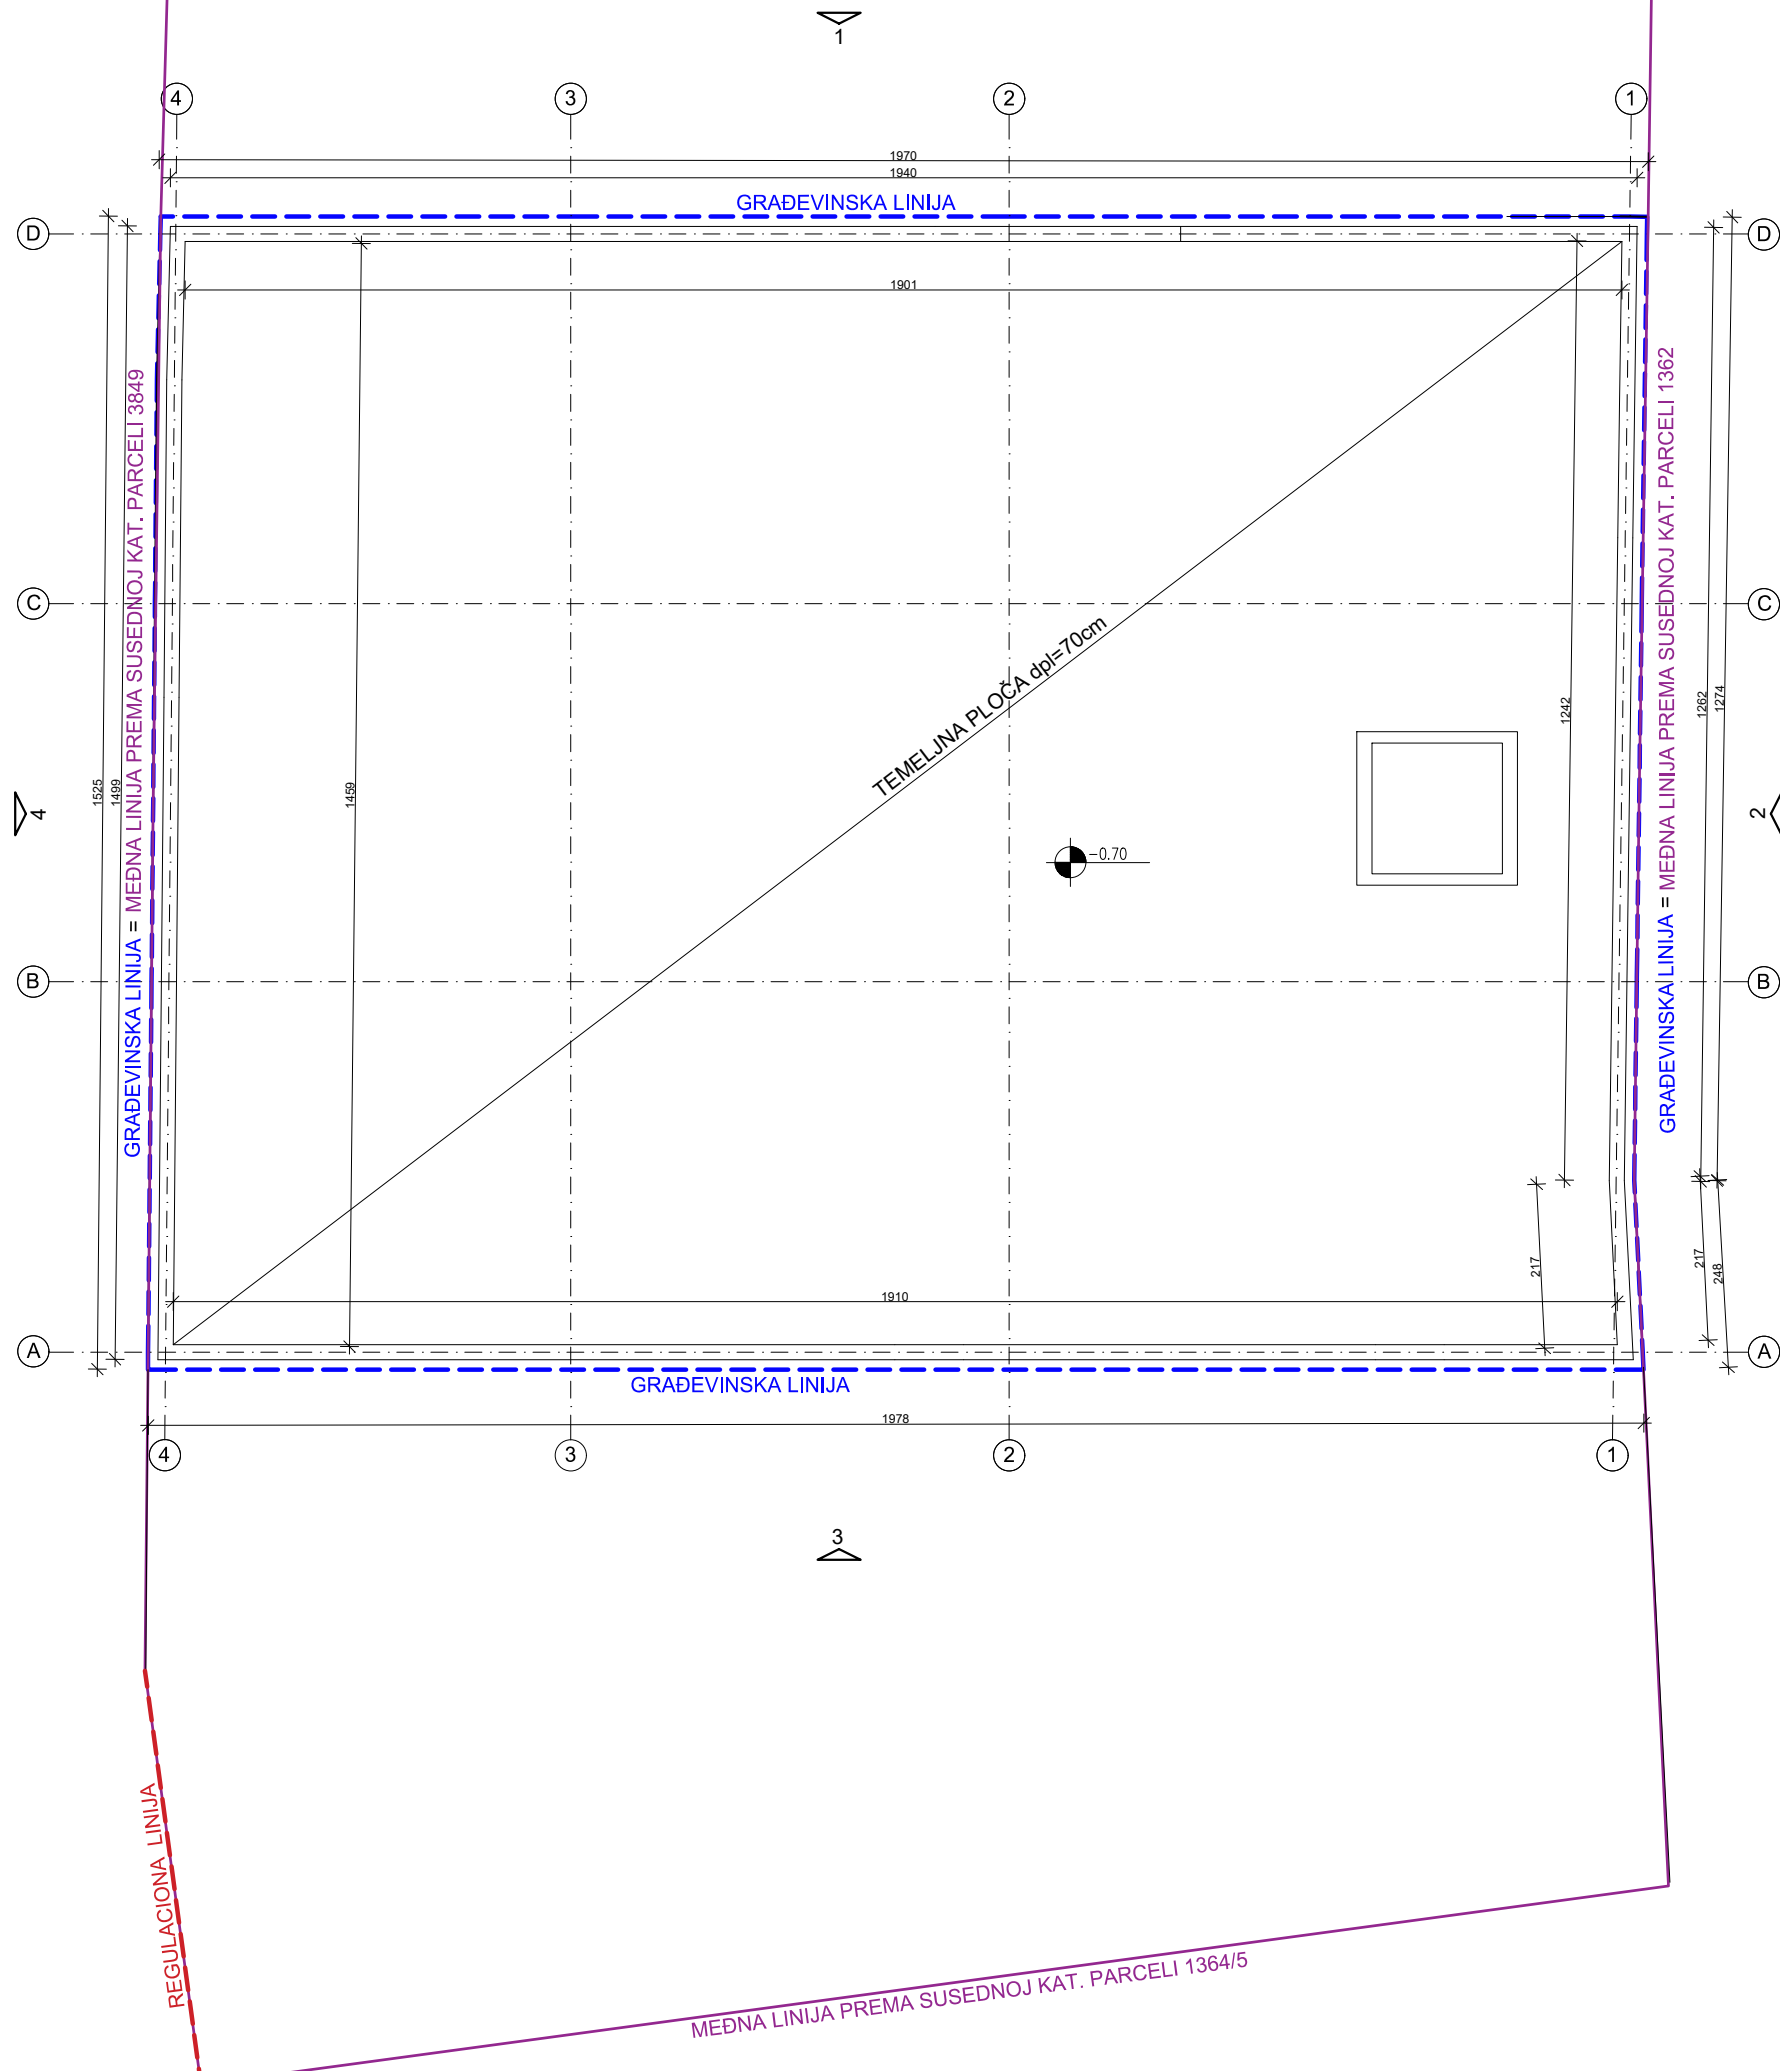 1
4
3
2
1
1970
1940
GRAĐEVINSKA LINIJA
D
D
1901
GRAĐEVINSKA LINIJA = MEĐNA LINIJA PREMA SUSEDNOJ KAT. PARCELI 3849
GRAĐEVINSKA LINIJA = MEĐNA LINIJA PREMA SUSEDNOJ KAT. PARCELI 1362
C
C
TEMELJNA PLOČA dpl=70cm
1242
1262
1274
1525
1499
1459
4
2
-0.70
B
B
217
217
248
1910
A
A
GRAĐEVINSKA LINIJA
1978
4
3
2
1
3
REGULACIONA LINIJA
MEĐNA LINIJA PREMA SUSEDNOJ KAT. PARCELI 1364/5